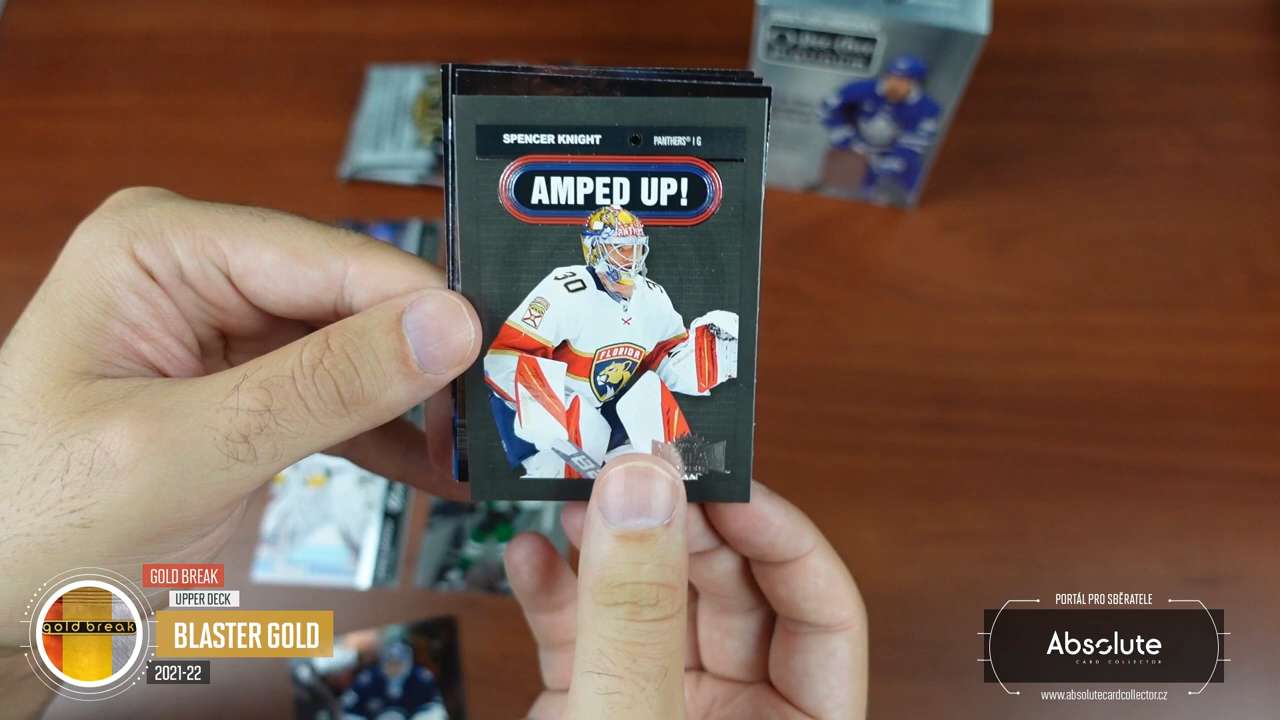 SPENCER KNIGHT PANTHERS® | G
AMPED UP!
30
FLORIDA
GOLD BREAK
UPPER DECK
BLASTER GOLD
2021-22
gold break
PORTÁL PRO SBĚRATELE
Absolute
CARD COLLECTOR
www.absolutecardcollector.cz